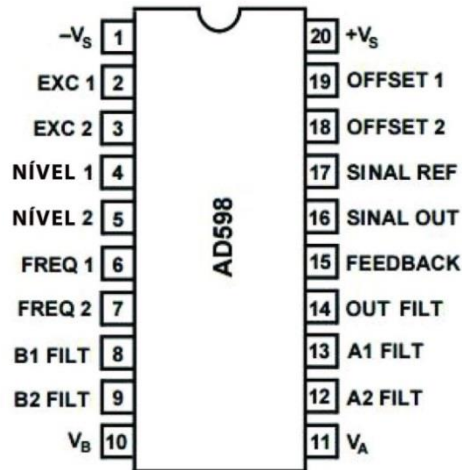 –VS 1
EXC 1 2
EXC 2 3
NÍVEL 1 4
NÍVEL 2 5
FREQ 1 6
FREQ 2 7
B1 FILT 8
B2 FILT 9
VB 10
AD598
20 +VS
19 OFFSET 1
18 OFFSET 2
17 SINAL REF
16 SINAL OUT
15 FEEDBACK
14 OUT FILT
13 A1 FILT
12 A2 FILT
11 VA